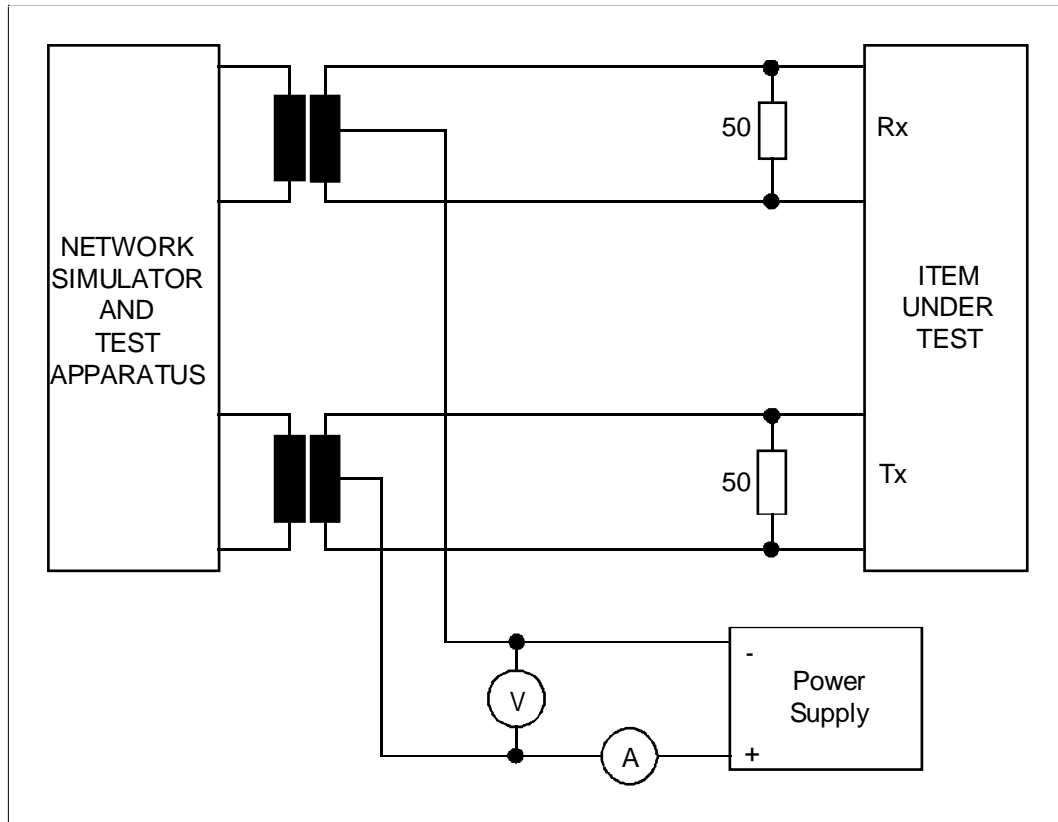 50
Rx
NETWORK
SIMULATOR
AND
TEST
APPARATUS
ITEM
UNDER
TEST
50
Tx
-
Power
Supply
V
A
+